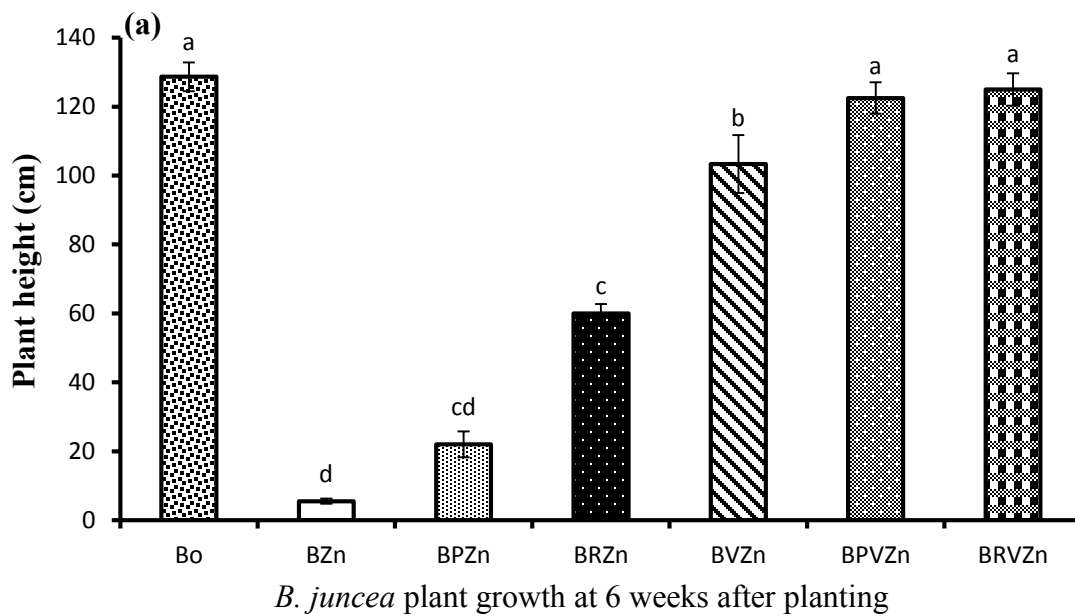 (a)
Plant height (cm)
140
120
100
80
60
40
20
0
a
d
cd
c
b
a
a
Bo BZn BPZn BRZn BVZn BPVZn BRVZn
B. juncea plant growth at 6 weeks after planting